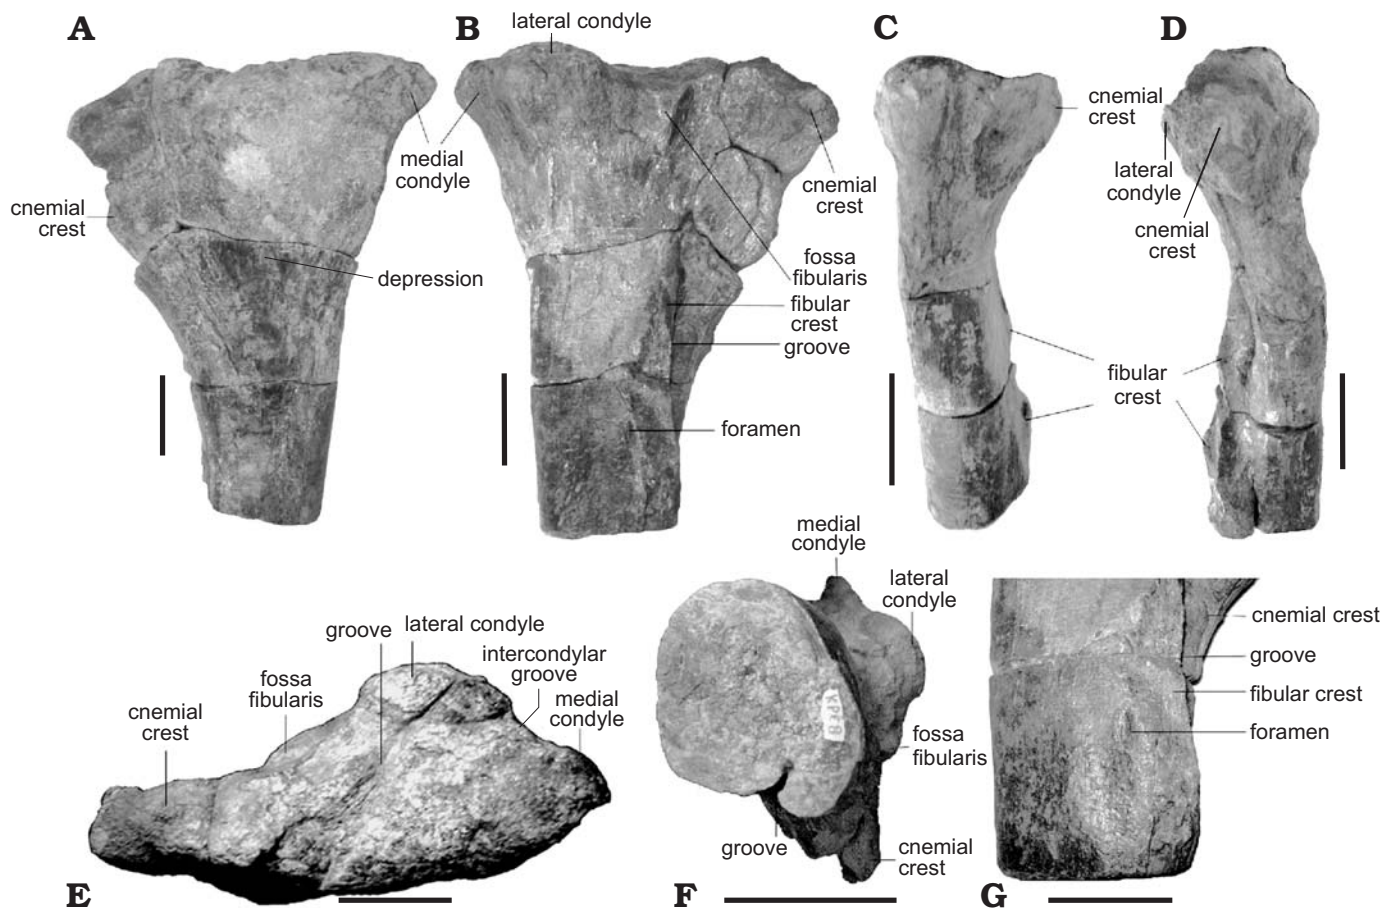 A
B
lateral condyle
C
D
cnemial
crest
medial
condyle
cnemial
crest
cnemial
crest
lateral
condyle
cnemial
crest
depression
fossa
fibularis
fibular
crest
groove
fibular
crest
foramen
medial
condyle
lateral
condyle
groove
lateral condyle
intercondylar
groove
fossa
fibularis
medial
condyle
cnemial
crest
cnemial crest
groove
fibular crest
foramen
fossa
fibularis
groove
cnemial
crest
E
F
G